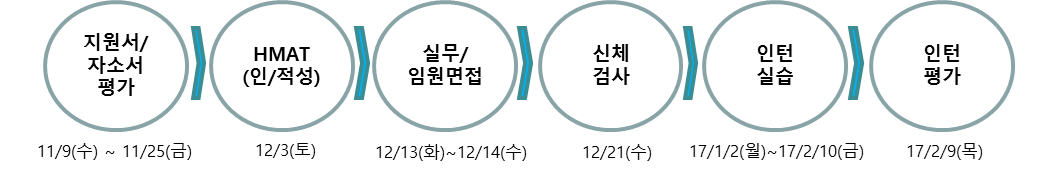 지원서/
자소서
평가
HMAT
(인/적성)
실무/
임원면접
신체
검사
인턴
실습
인턴
평가
11/9(수) ~ 11/25(금)
12/3(토)
12/13(화)~12/14(수)
12/21(수)
17/1/2(월)~17/2/10(금)
17/2/9(목)